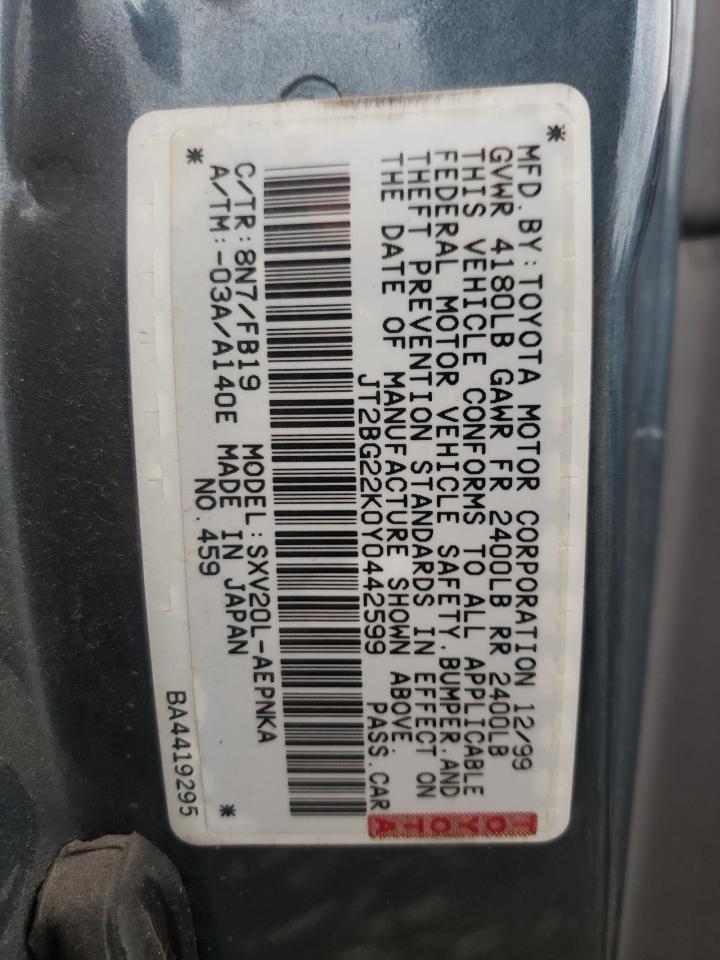 MFD. BY: TOYOTA MOTOR CORPORATION 12/99
GVWR 4180LB GAWR FR 2400LB RR 2400LB
THIS VEHICLE CONFORMS TO ALL APPLICABLE
FEDERAL MOTOR VEHICLE SAFETY, BUMPER, AND
THEFT PREVENTION STANDARDS IN EFFECT ON
THE DATE OF MANUFACTURE SHOWN ABOVE.
JT2BG22K0Y0442599 PASS. CAR
TOYOTA
C/TR: 8N7/FB19 MODEL: SXV20L-AEPNKA
A/TM: -03A/A140E MADE IN JAPAN
NO. 459
BA4419295